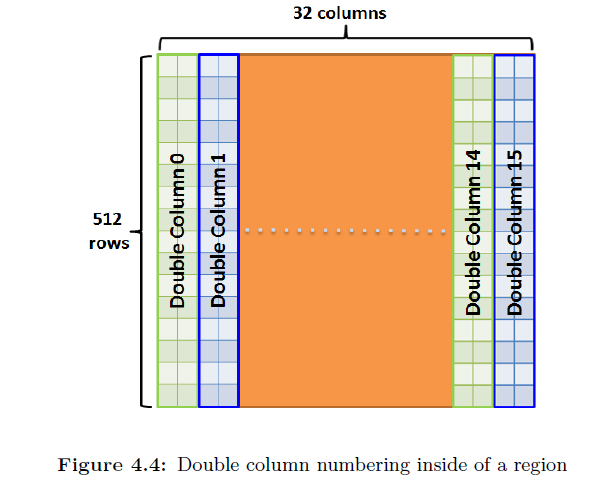 32 columns
512
rows
Double Column 0
Double Column 1
Double Column 14
Double Column 15
Figure 4.4: Double column numbering inside of a region